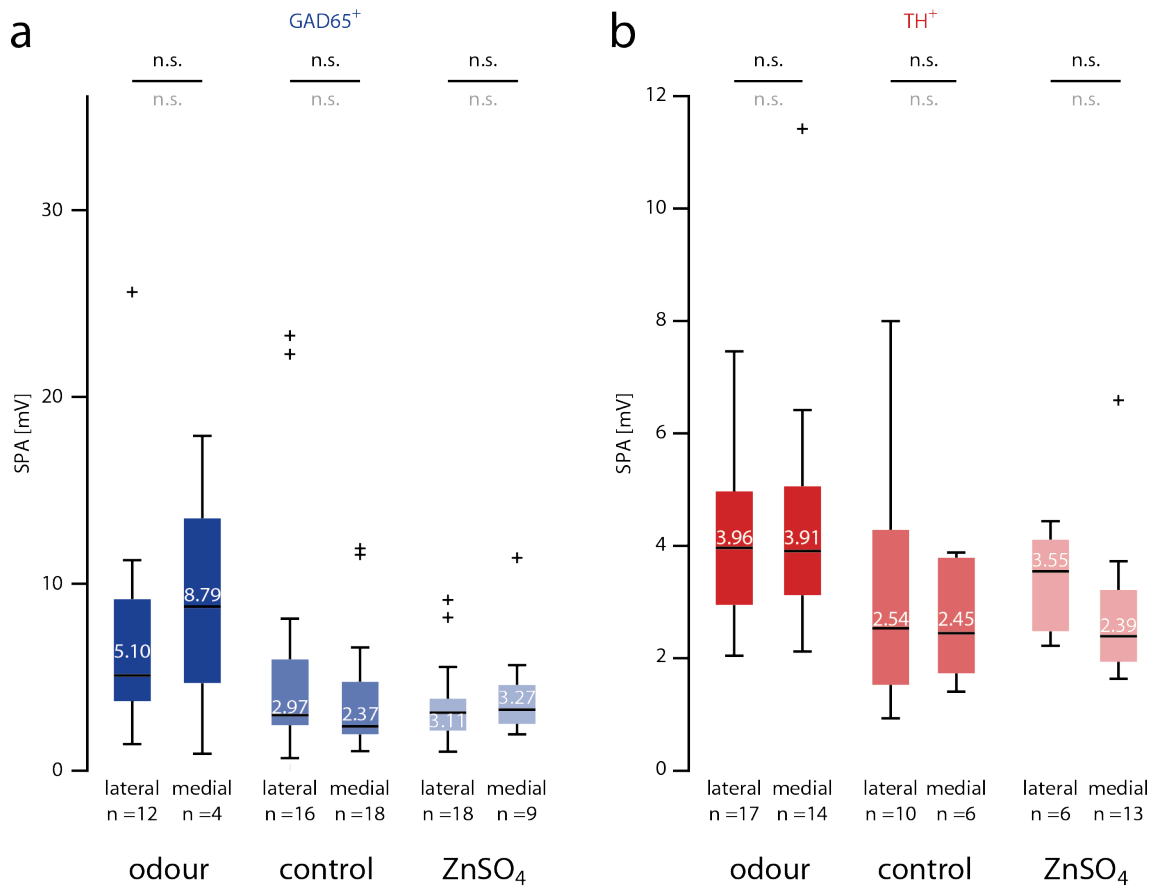 a
GAD65+
n.s. n.s. n.s.
n.s. n.s. n.s.
30
20
10
0
SPA [mV]
5.10 8.79 2.97 2.37 3.11 3.27
lateral medial lateral medial lateral medial
n =12 n =4 n =16 n =18 n =18 n =9
odour control ZnSO4
b
TH+
n.s. n.s. n.s.
n.s. n.s. n.s.
12
10
8
6
4
2
0
SPA [mV]
3.96 3.91 2.54 2.45 3.55 2.39
lateral medial lateral medial lateral medial
n =17 n =14 n =10 n =6 n =6 n =13
odour control ZnSO4